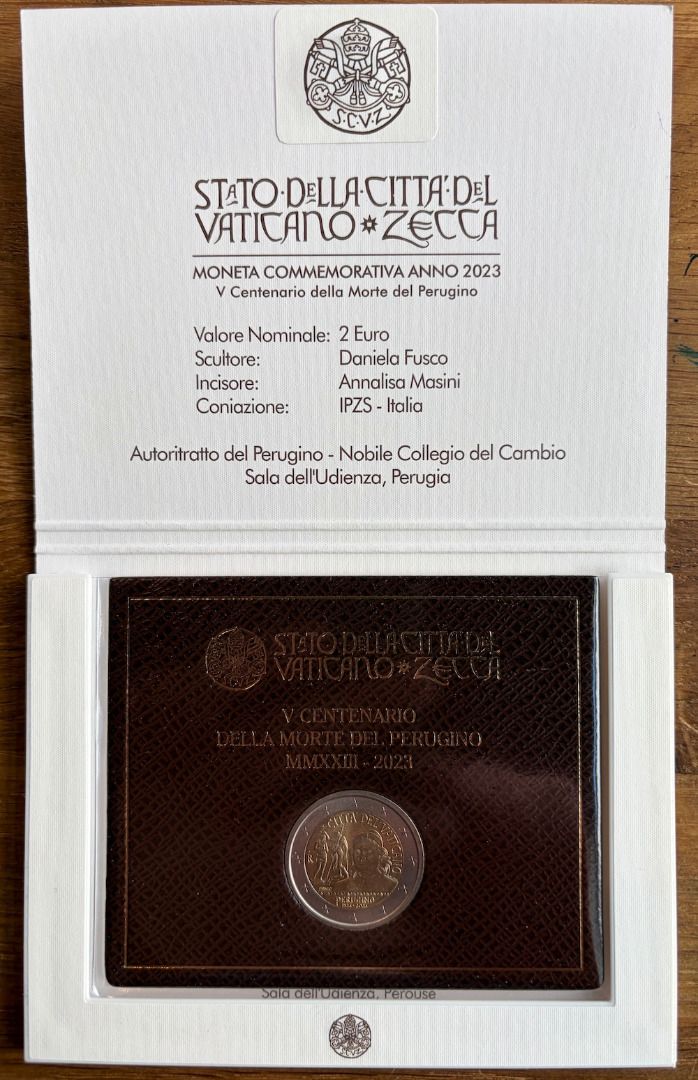 S.C.V.Z.
STATO·DELLA·CITTA'·DEL
VATICANO * ZECCA
MONETA COMMEMORATIVA ANNO 2023
V Centenario della Morte del Perugino
Valore Nominale: 2 Euro
Scultore: Daniela Fusco
Incisore: Annalisa Masini
Coniazione: IPZS - Italia
Autoritratto del Perugino - Nobile Collegio del Cambio
Sala dell'Udienza, Perugia
STATO·DELLA·CITTA'·DEL
VATICANO * ZECCA
V CENTENARIO
DELLA MORTE DEL PERUGINO
MMXXIII - 2023
CITTÀ DEL VATICANO
PERUGINO
Sala dell'Udienza, Perouse
S.C.V.Z.